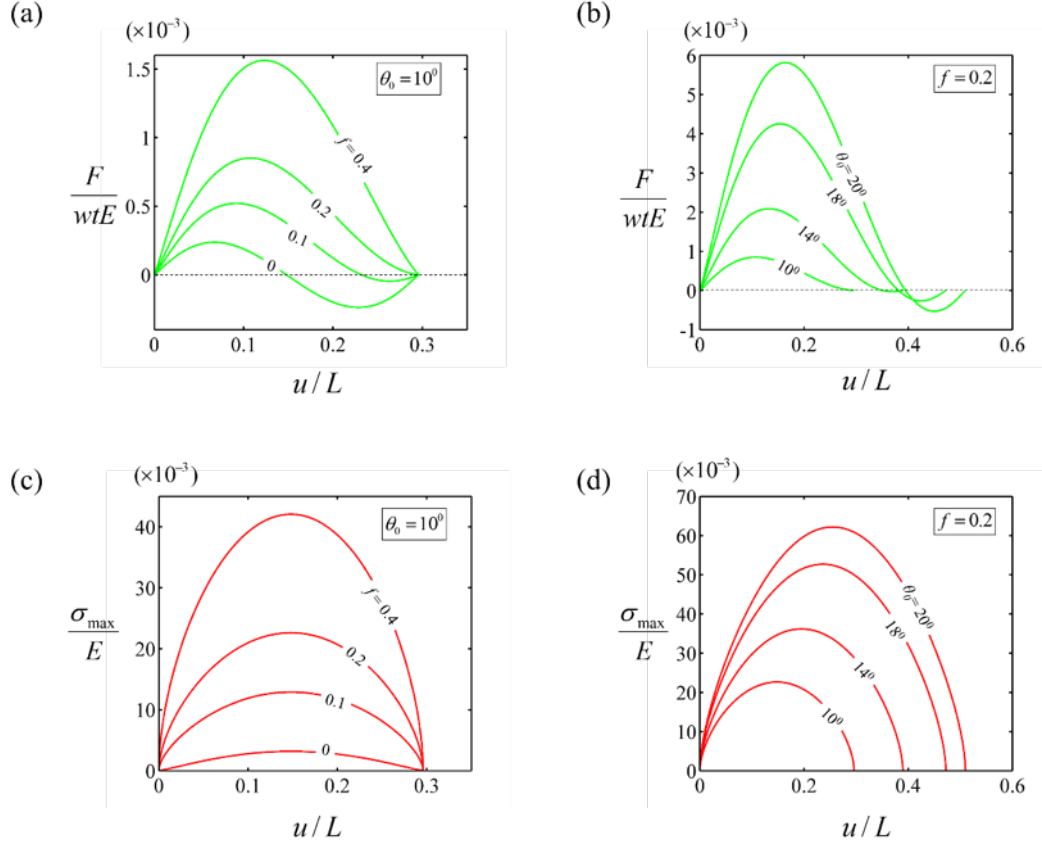 (a)
(×10⁻³)
θ₀ = 10⁰
1.5
1
0.5
0
F
wtE
f = 0.4
0.2
0.1
0
0
0.1
0.2
0.3
u / L
(b)
(×10⁻³)
f = 0.2
6
5
4
3
2
1
0
-1
F
wtE
θ₀ = 20⁰
18⁰
14⁰
10⁰
0
0.2
0.4
0.6
u / L
(c)
(×10⁻³)
θ₀ = 10⁰
40
30
20
10
0
σmax
E
f = 0.4
0.2
0.1
0
0
0.1
0.2
0.3
u / L
(d)
(×10⁻³)
f = 0.2
70
60
50
40
30
20
10
0
σmax
E
θ₀ = 20⁰
18⁰
14⁰
10⁰
0
0.2
0.4
0.6
u / L